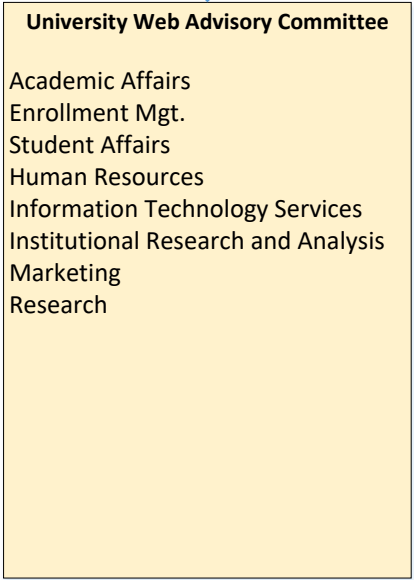 University Web Advisory Committee
Academic Affairs
Enrollment Mgt.
Student Affairs
Human Resources
Information Technology Services
Institutional Research and Analysis
Marketing
Research